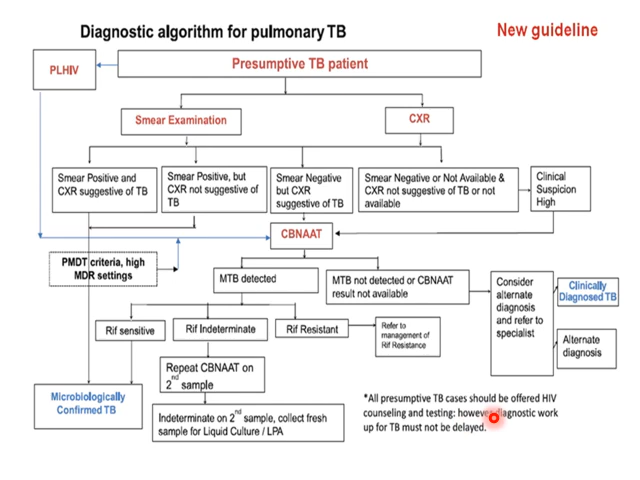 Diagnostic algorithm for pulmonary TB
New guideline
PLHIV
Presumptive TB patient
Smear Examination
CXR
Smear Positive and
CXR suggestive of TB
Smear Positive, but
CXR not suggestive of
TB
Smear Negative
but CXR
suggestive of TB
Smear Negative or Not Available &
CXR not suggestive of TB or not
available
Clinical
Suspicion
High
CBNAAT
PMDT criteria, high
MDR settings
MTB detected
MTB not detected or CBNAAT
result not available
Consider
alternate
diagnosis
and refer to
specialist
Clinically
Diagnosed TB
Alternate
diagnosis
Rif sensitive
Rif Indeterminate
Rif Resistant
Refer to
management of
Rif Resistance
Repeat CBNAAT on
2nd sample
Microbiologically
Confirmed TB
Indeterminate on 2nd sample, collect fresh
sample for Liquid Culture / LPA
*All presumptive TB cases should be offered HIV
counseling and testing: however diagnostic work
up for TB must not be delayed.